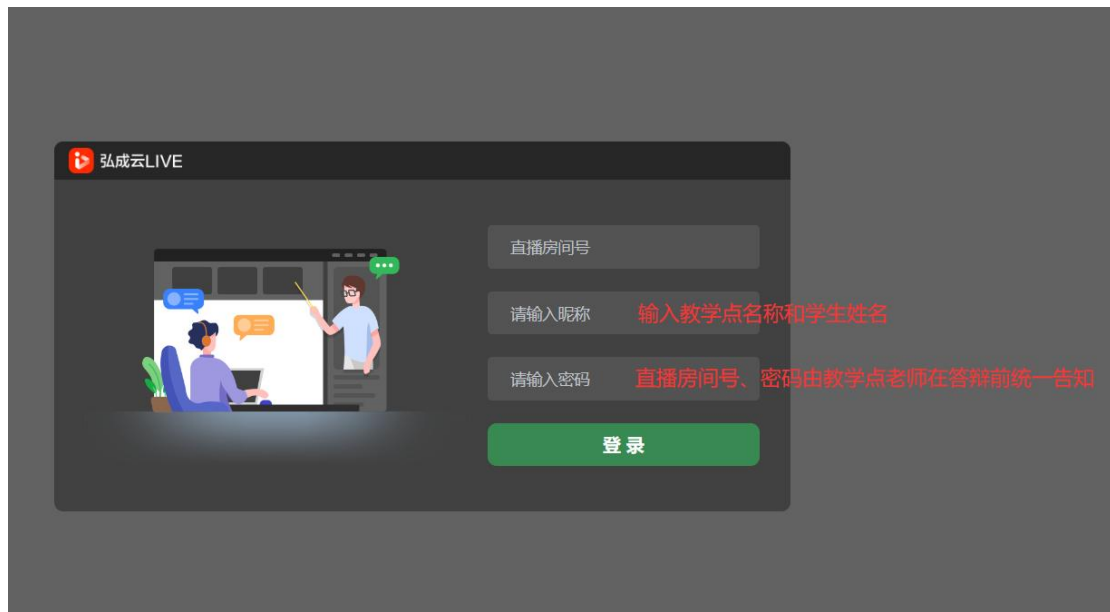 弘成云LIVE
直播房间号
请输入昵称 输入教学点名称和学生姓名
请输入密码 直播房间号、密码由教学点老师在答辩前统一告知
登录